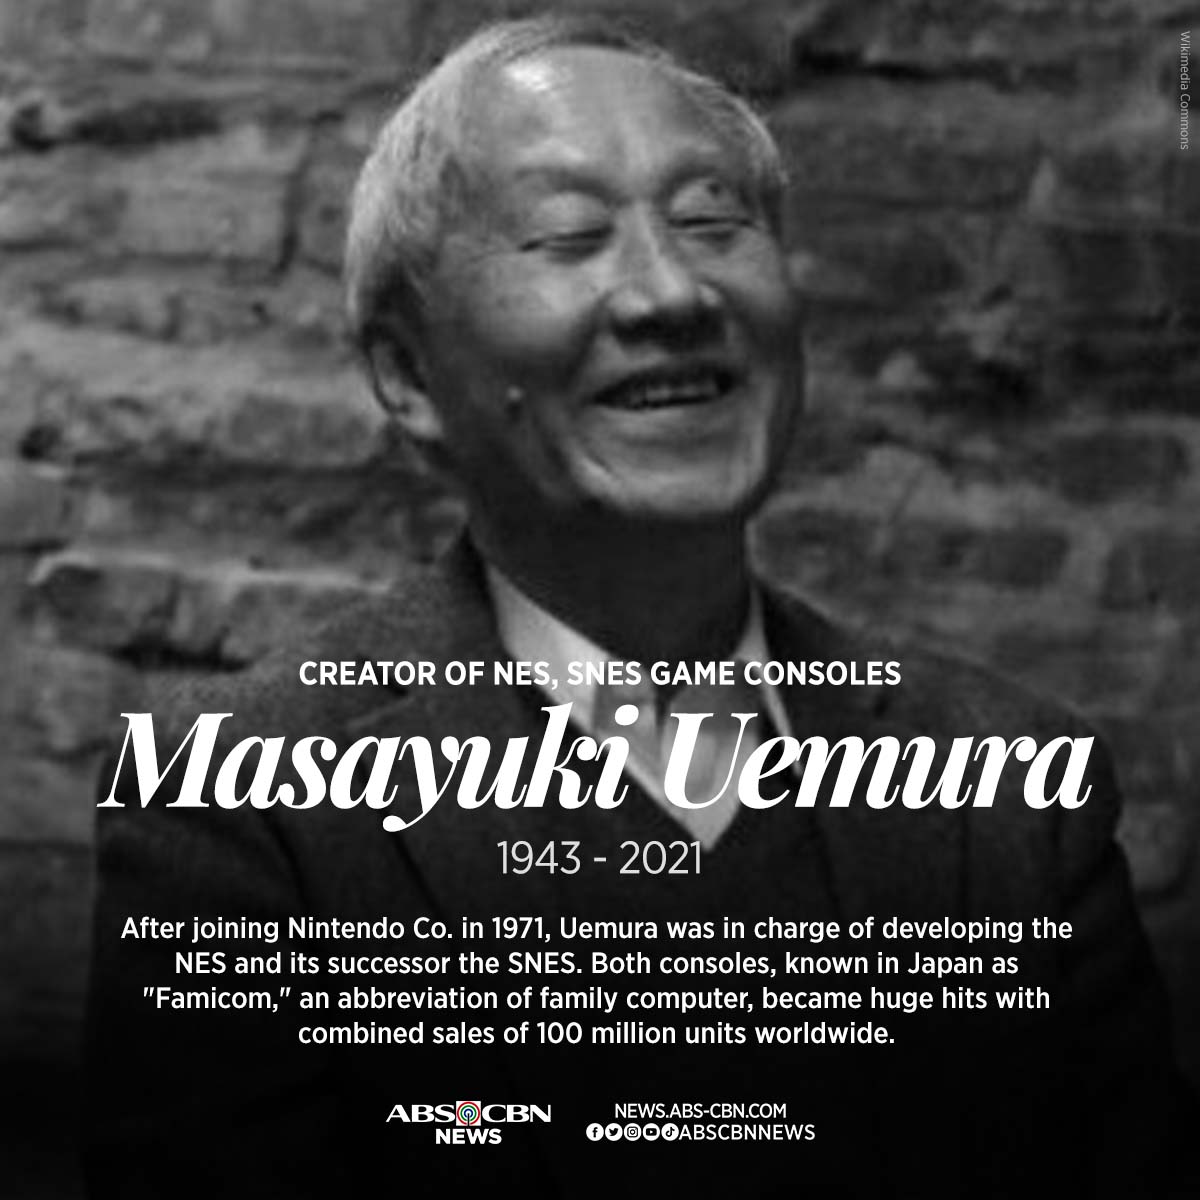 Wikimedia Commons
CREATOR OF NES, SNES GAME CONSOLES
Masayuki Uemura
1943 - 2021
After joining Nintendo Co. in 1971, Uemura was in charge of developing the
NES and its successor the SNES. Both consoles, known in Japan as
"Famicom," an abbreviation of family computer, became huge hits with
combined sales of 100 million units worldwide.
ABS CBN
NEWS
NEWS.ABS-CBN.COM
ABSCBNNEWS